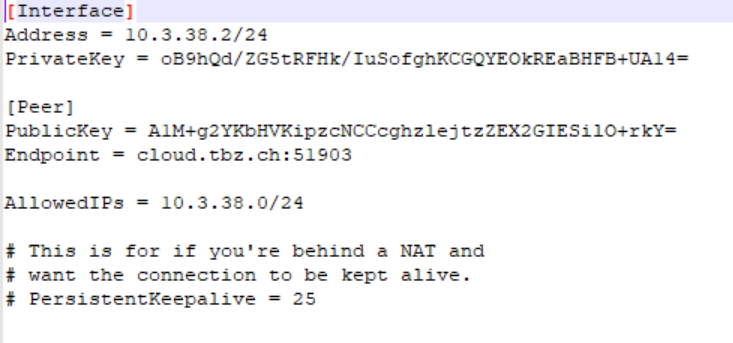 [Interface]
Address = 10.3.38.2/24
PrivateKey = oB9hQd/ZG5tRFHk/IuSofghKCGQYEOkREaBHFB+UA14=
[Peer]
PublicKey = A1M+g2YKbHVKipzcNCCcghzlejtzZEX2GIESilO+rkY=
Endpoint = cloud.tbz.ch:51903
AllowedIPs = 10.3.38.0/24
# This is for if you're behind a NAT and
# want the connection to be kept alive.
# PersistentKeepalive = 25